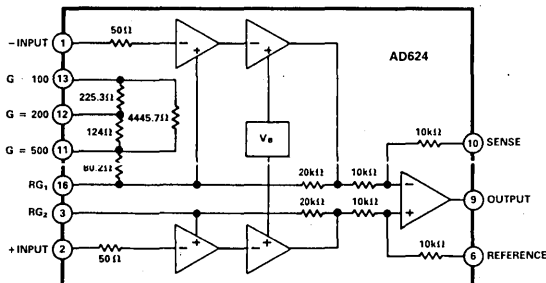 50Ω
−INPUT 1
AD624
G 100 13
225.3Ω
G = 200 12
4445.7Ω
124Ω
VB
10kΩ
G = 500 11
10 SENSE
80.2Ω
20kΩ 10kΩ
RG1 16
9 OUTPUT
RG2 3
20kΩ 10kΩ
10kΩ
+INPUT 2
50Ω
6 REFERENCE